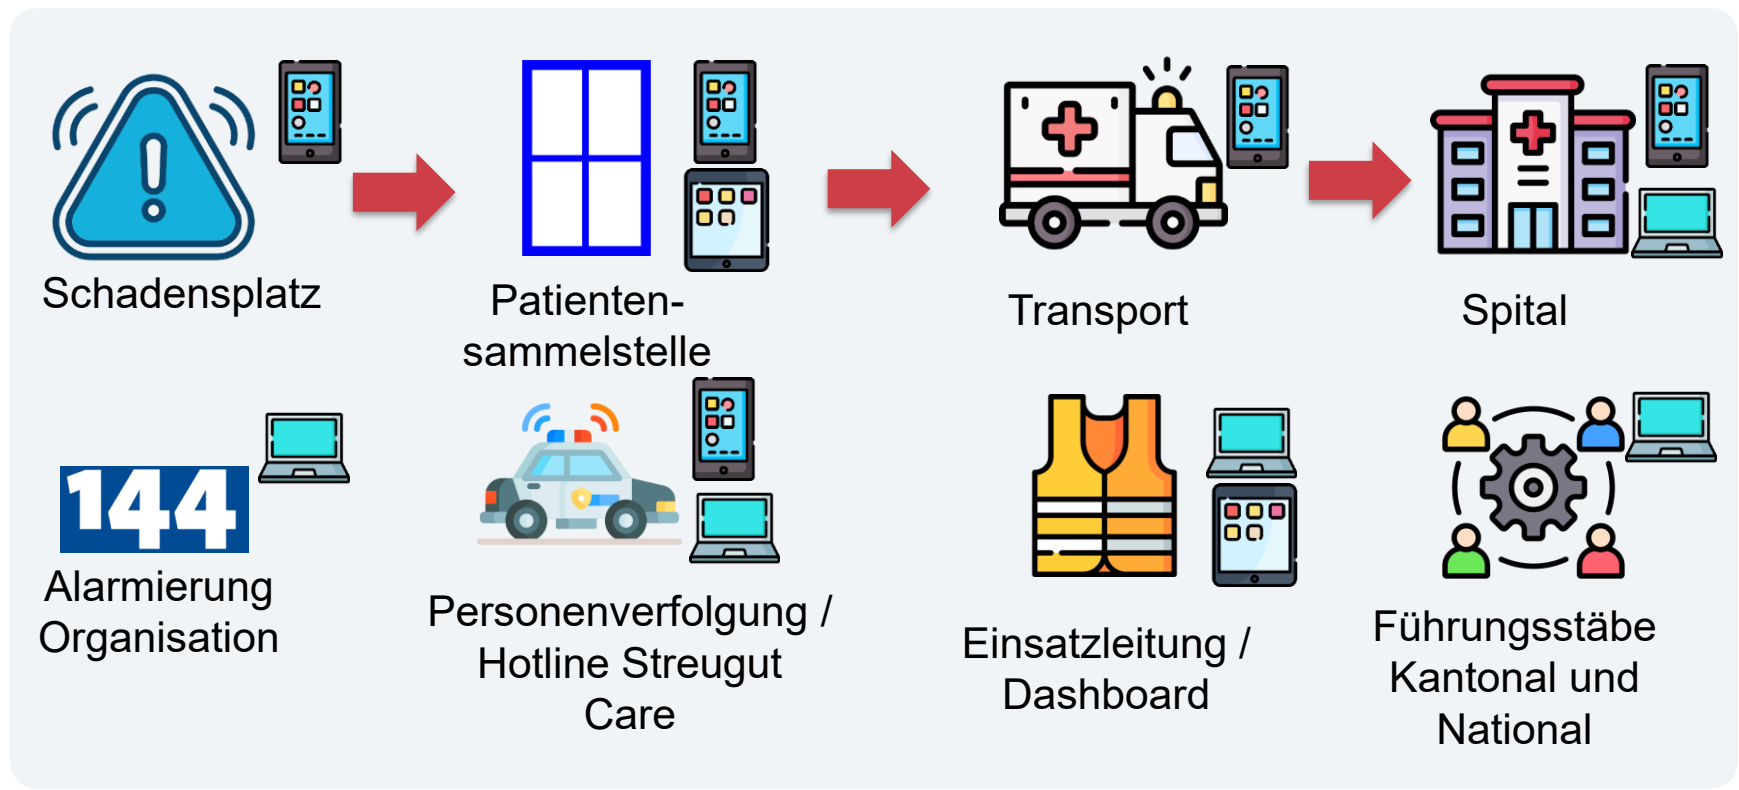 Schadensplatz
Patienten-
sammelstelle
Transport
Spital
144
Alarmierung
Organisation
Personenverfolgung /
Hotline Streugut
Care
Einsatzleitung /
Dashboard
Führungsstäbe
Kantonal und
National